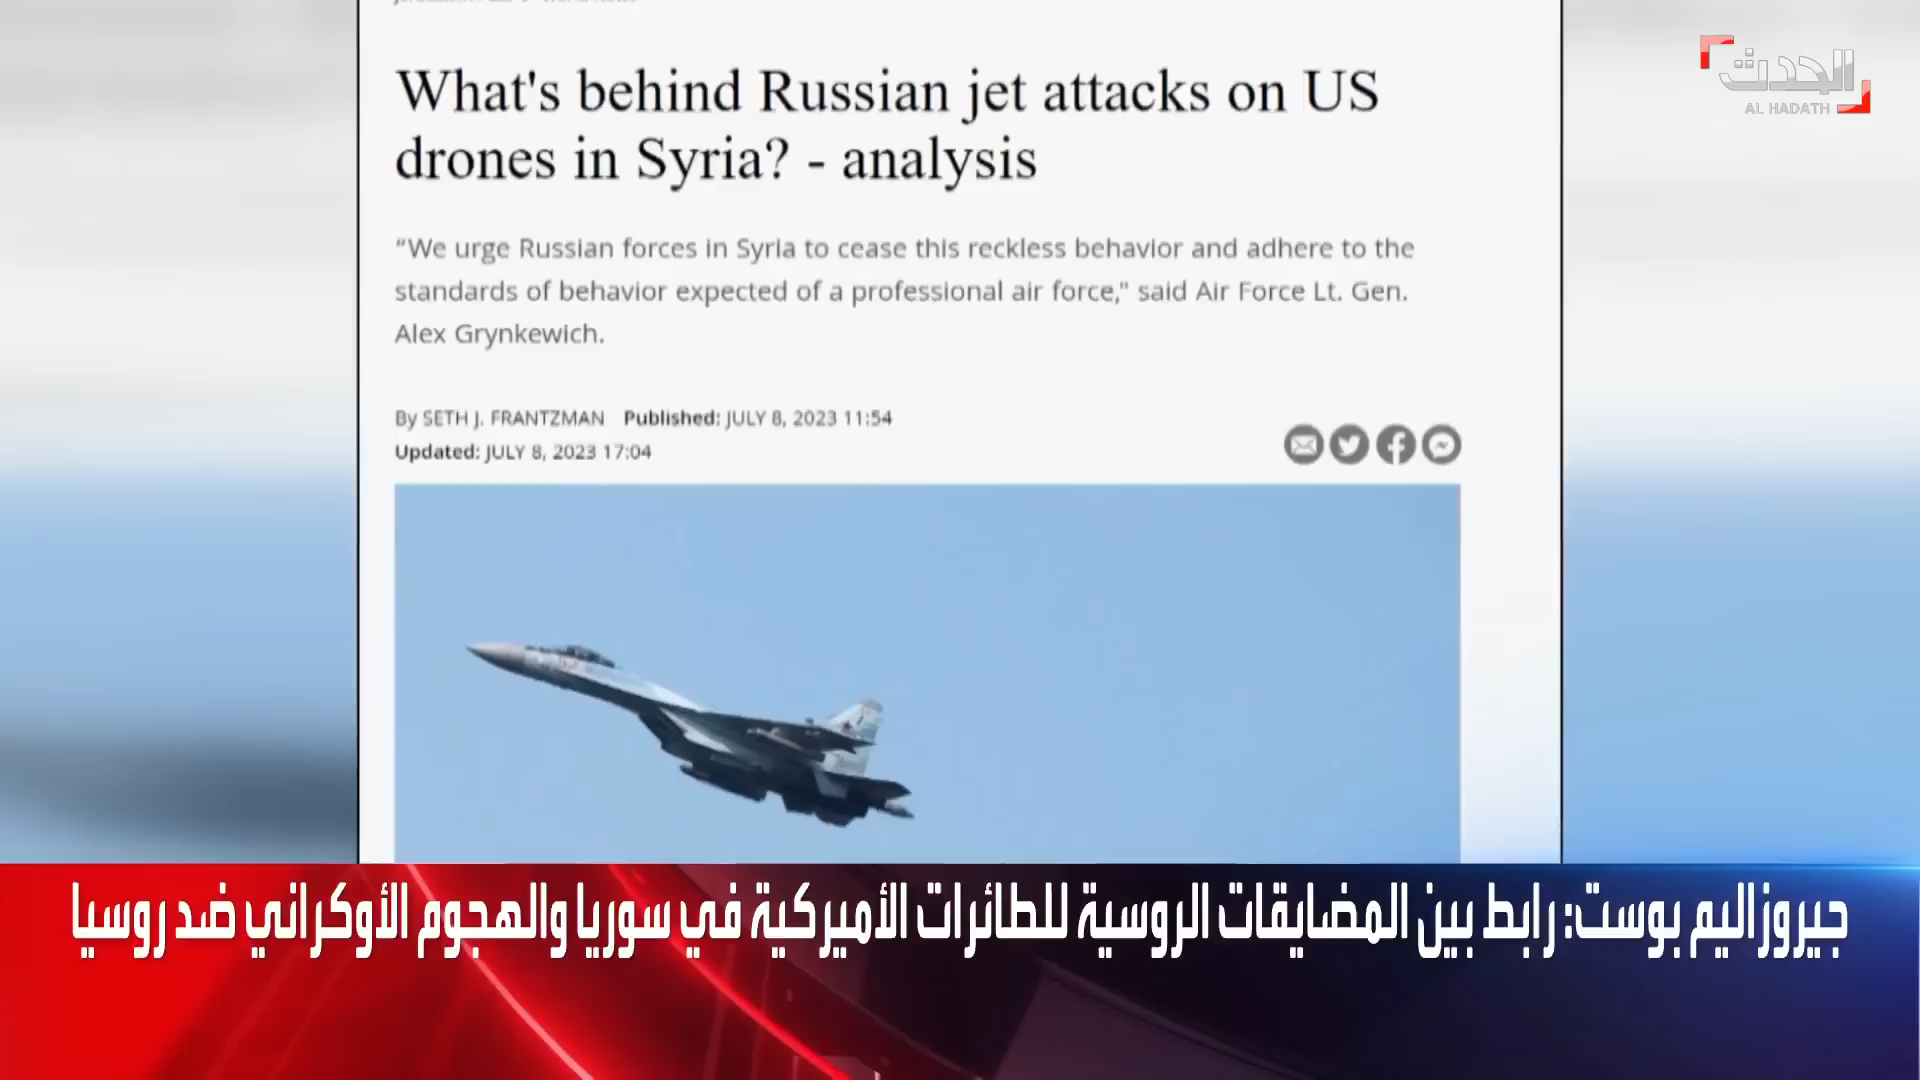 What's behind Russian jet attacks on US
drones in Syria? - analysis
“We urge Russian forces in Syria to cease this reckless behavior and adhere to the
standards of behavior expected of a professional air force," said Air Force Lt. Gen.
Alex Grynkewich.
By SETH J. FRANTZMAN Published: JULY 8, 2023 11:54
Updated: JULY 8, 2023 17:04
الحدث
AL HADATH
جيروزاليم بوست: رابط بين المضايقات الروسية للطائرات الأميركية في سوريا والهجوم الأوكراني ضد روسيا